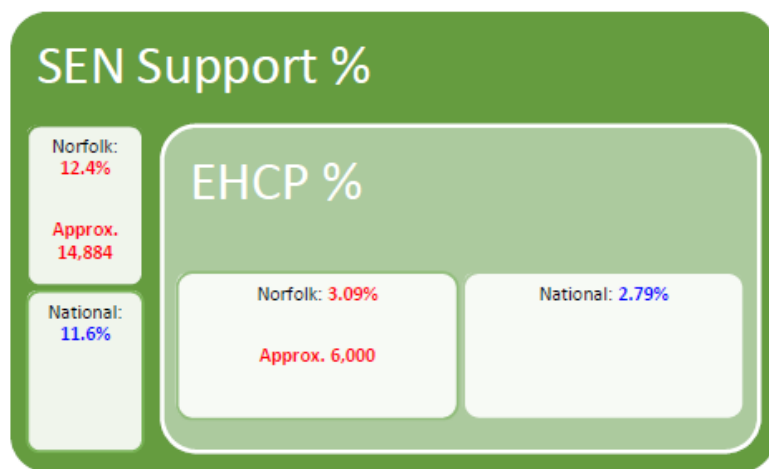 SEN Support %
Norfolk:
12.4%
Approx.
14,884
National:
11.6%
EHCP %
Norfolk: 3.09%
Approx. 6,000
National: 2.79%